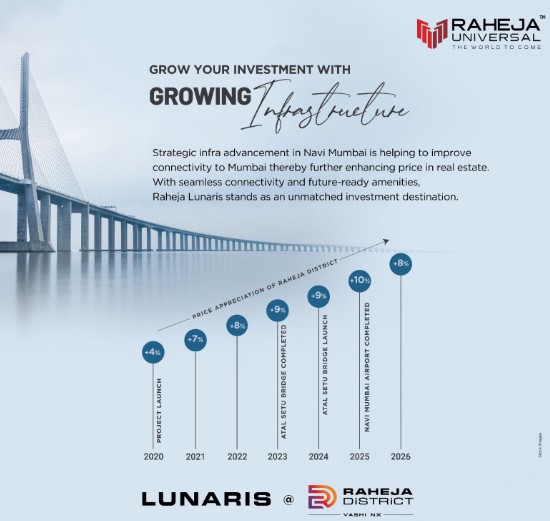 RAHEJA™
UNIVERSAL
THE WORLD TO COME
GROW YOUR INVESTMENT WITH
GROWING Infrastructure
Strategic infra advancement in Navi Mumbai is helping to improve
connectivity to Mumbai thereby further enhancing price in real estate.
With seamless connectivity and future-ready amenities,
Raheja Lunaris stands as an unmatched investment destination.
PRICE APPRECIATION OF RAHEJA DISTRICT
+4%
+7%
+8%
+9%
+9%
+10%
+8%
PROJECT LAUNCH
ATAL SETU BRIDGE COMPLETED
ATAL SETU BRIDGE LAUNCH
NAVI MUMBAI AIRPORT COMPLETED
2020 2021 2022 2023 2024 2025 2026
Stock Images
LUNARIS @ RAHEJA
DISTRICT
VASHI NX